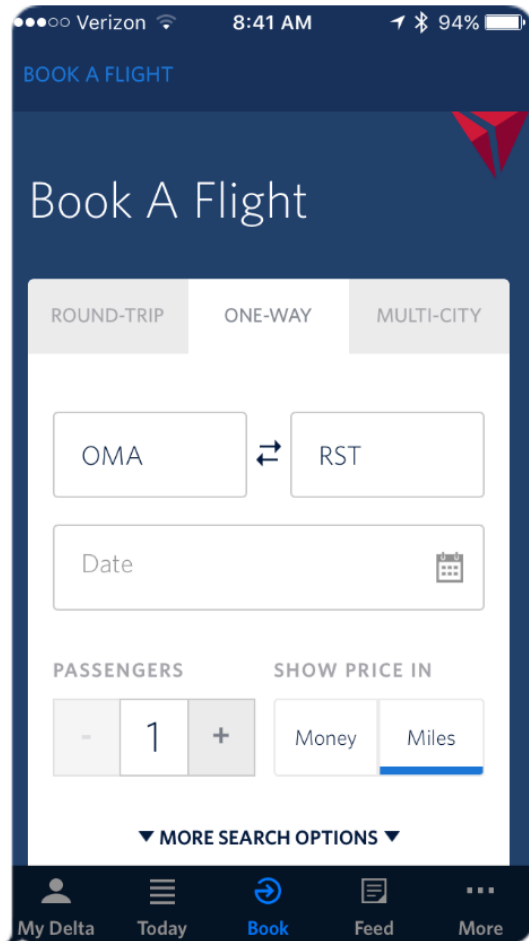 Verizon 8:41 AM 94%
BOOK A FLIGHT
Book A Flight
ROUND-TRIP ONE-WAY MULTI-CITY
OMA RST
Date
PASSENGERS SHOW PRICE IN
- 1 + Money Miles
MORE SEARCH OPTIONS
My Delta Today Book Feed More